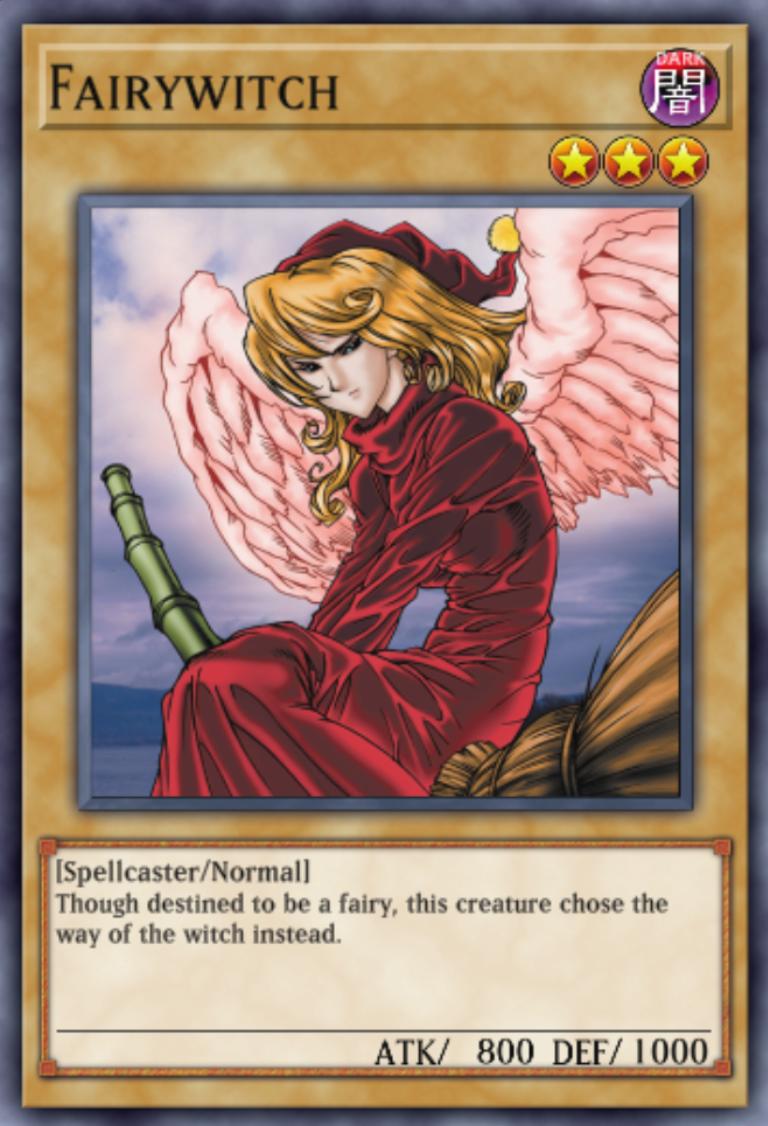 FAIRYWITCH
DARK
闇
[Spellcaster/Normal]
Though destined to be a fairy, this creature chose the
way of the witch instead.
ATK/ 800 DEF/ 1000